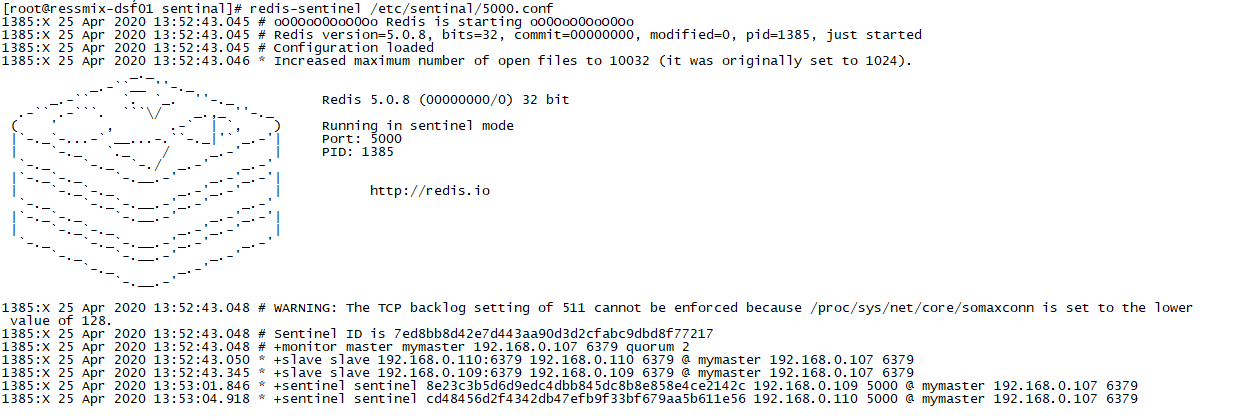 [root@ressmix-dsf01 sentinal]# redis-sentinel /etc/sentinal/5000.conf
1385:X 25 Apr 2020 13:52:43.045 # oO0OoO0OoO0Oo Redis is starting oO0OoO0OoO0Oo
1385:X 25 Apr 2020 13:52:43.045 # Redis version=5.0.8, bits=32, commit=00000000, modified=0, pid=1385, just started
1385:X 25 Apr 2020 13:52:43.045 # Configuration loaded
1385:X 25 Apr 2020 13:52:43.046 * Increased maximum number of open files to 10032 (it was originally set to 1024).
Redis 5.0.8 (00000000/0) 32 bit
Running in sentinel mode
Port: 5000
PID: 1385
http://redis.io
1385:X 25 Apr 2020 13:52:43.048 # WARNING: The TCP backlog setting of 511 cannot be enforced because /proc/sys/net/core/somaxconn is set to the lower
value of 128.
1385:X 25 Apr 2020 13:52:43.048 # Sentinel ID is 7ed8bb8d42e7d443aa90d3d2cfabc9dbd8f77217
1385:X 25 Apr 2020 13:52:43.048 # +monitor master mymaster 192.168.0.107 6379 quorum 2
1385:X 25 Apr 2020 13:52:43.050 * +slave slave 192.168.0.110:6379 192.168.0.110 6379 @ mymaster 192.168.0.107 6379
1385:X 25 Apr 2020 13:52:43.345 * +slave slave 192.168.0.109:6379 192.168.0.109 6379 @ mymaster 192.168.0.107 6379
1385:X 25 Apr 2020 13:53:01.846 * +sentinel sentinel 8e23c3b5d6d9edc4dbb845dc8b8e858e4ce2142c 192.168.0.109 5000 @ mymaster 192.168.0.107 6379
1385:X 25 Apr 2020 13:53:04.918 * +sentinel sentinel cd48456d2f4342db47efb9f33bf679aa5b611e56 192.168.0.110 5000 @ mymaster 192.168.0.107 6379